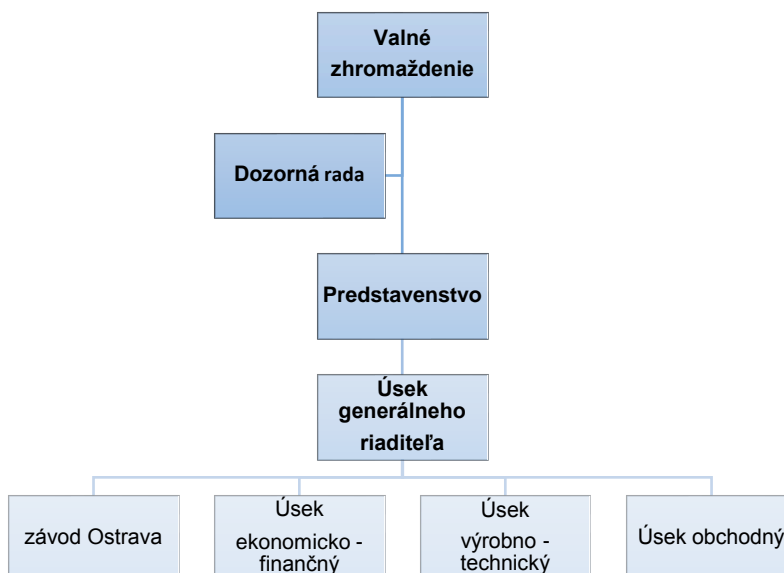 Valné
zhromaždenie
Dozorná rada
Predstavenstvo
Úsek
generálneho
riaditeľa
závod Ostrava
Úsek
ekonomicko -
finančný
Úsek
výrobno -
technický
Úsek obchodný